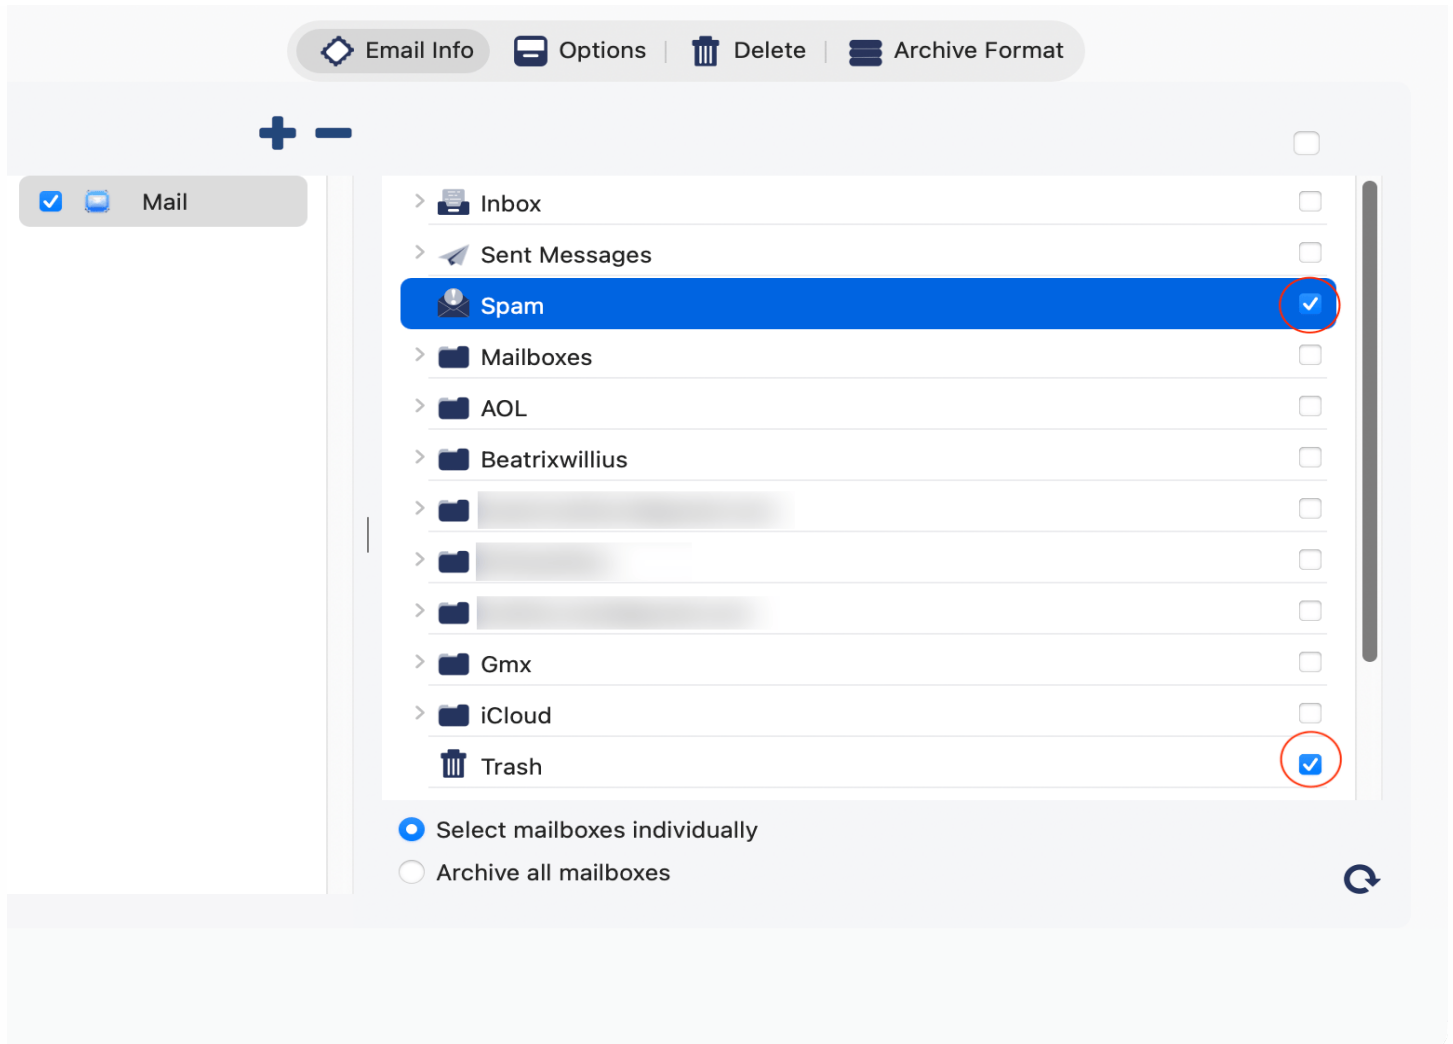 Email Info
Options
Delete
Archive Format
Mail
Inbox
Sent Messages
Spam
Mailboxes
AOL
Beatrixwillius
Gmx
iCloud
Trash
Select mailboxes individually
Archive all mailboxes